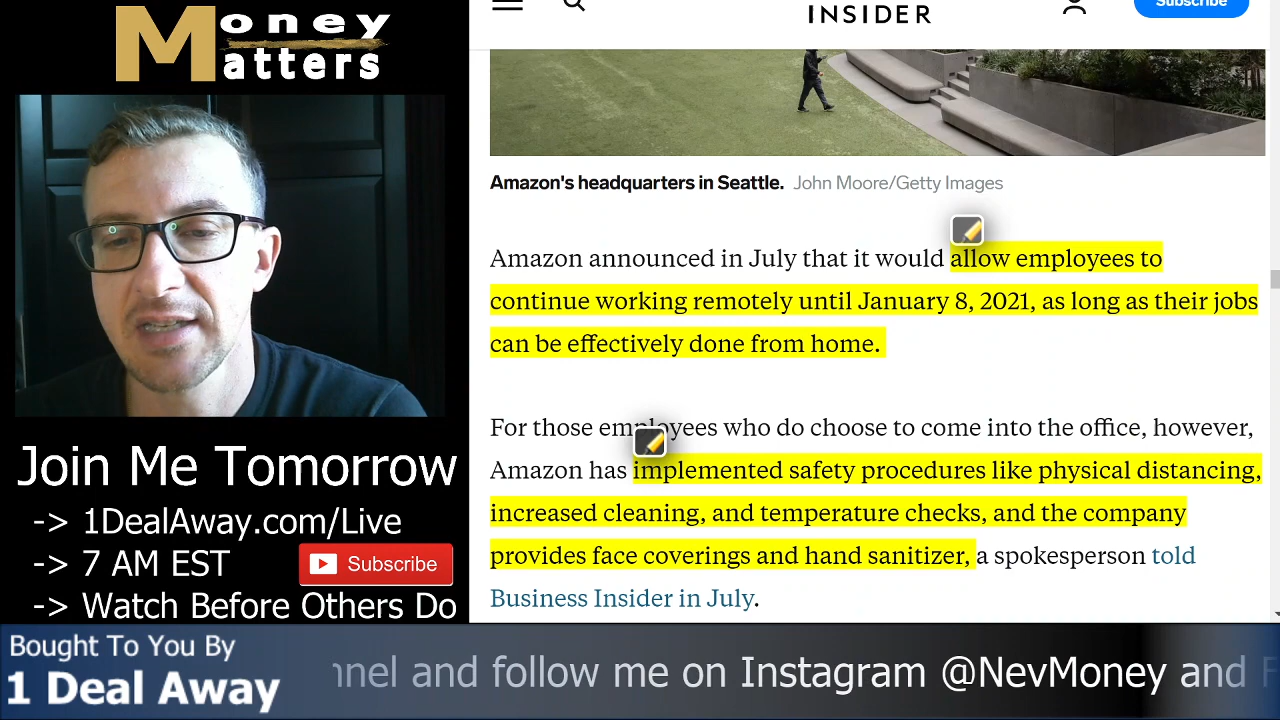 Money
Matters
INSIDER
Subscribe
Amazon's headquarters in Seattle. John Moore/Getty Images
Amazon announced in July that it would allow employees to
continue working remotely until January 8, 2021, as long as their jobs
can be effectively done from home.
For those employees who do choose to come into the office, however,
Amazon has implemented safety procedures like physical distancing,
increased cleaning, and temperature checks, and the company
provides face coverings and hand sanitizer, a spokesperson told
Business Insider in July.
Join Me Tomorrow
-> 1DealAway.com/Live
-> 7 AM EST
Subscribe
-> Watch Before Others Do
Bought To You By
1 Deal Away
and follow me on Instagram @NevMoney and